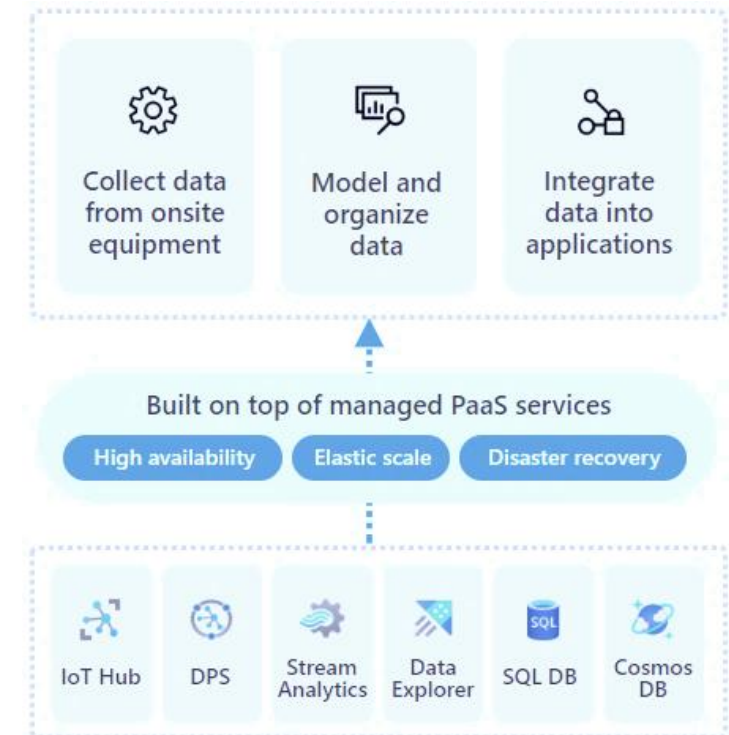 Collect data
from onsite
equipment
Model and
organize
data
Integrate
data into
applications
Built on top of managed PaaS services
High availability
Elastic scale
Disaster recovery
IoT Hub
DPS
Stream
Analytics
Data
Explorer
SQL
SQL DB
Cosmos
DB